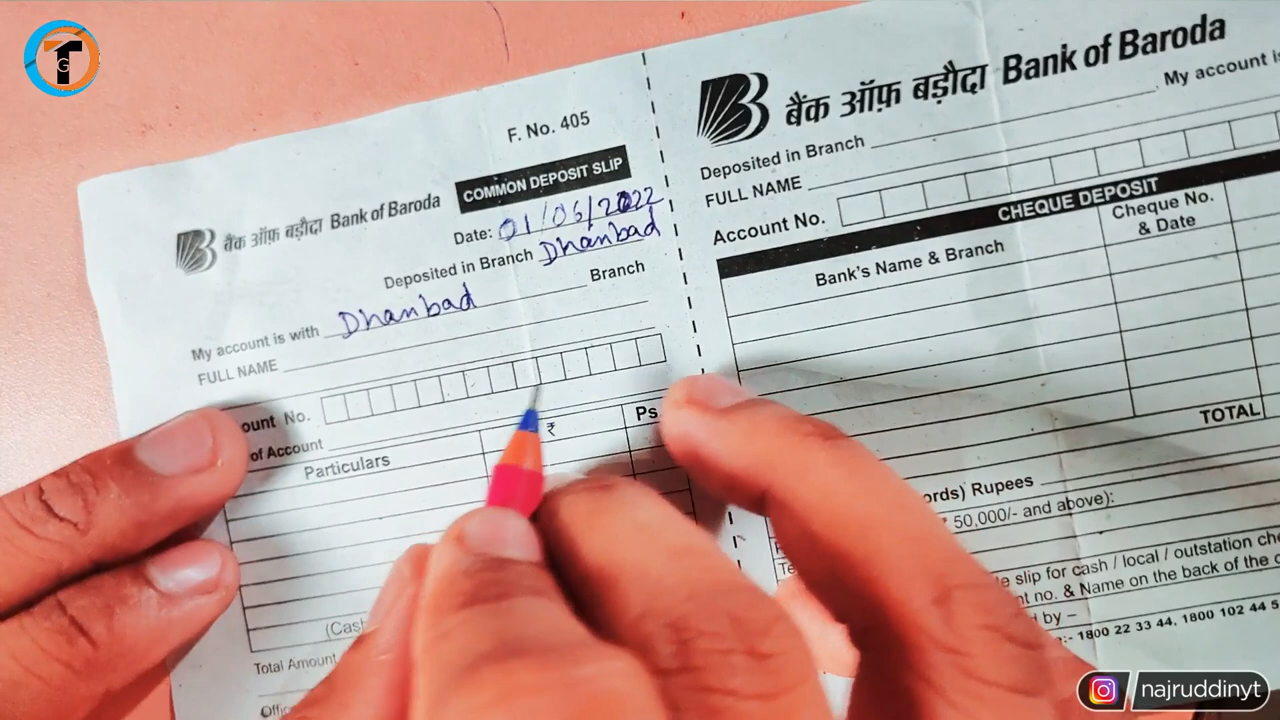 TG
F. No. 405
COMMON DEPOSIT SLIP
बैंक ऑफ़ बड़ौदा Bank of Baroda
Date: 01/06/2022
Deposited in Branch Dhanbad
My account is with Dhanbad Branch
FULL NAME
ount No.
of Account
Particulars ₹ Ps
(Cas
Total Amount
Offic
बैंक ऑफ़ बड़ौदा Bank of Baroda
Deposited in Branch My account is
FULL NAME
Account No.
CHEQUE DEPOSIT
Bank's Name & Branch Cheque No. & Date
TOTAL
ords) Rupees
₹ 50,000/- and above):
Te
e slip for cash / local / outstation che
nt no. & Name on the back of the c
d by –
:- 1800 22 33 44, 1800 102 44 5
najruddinyt